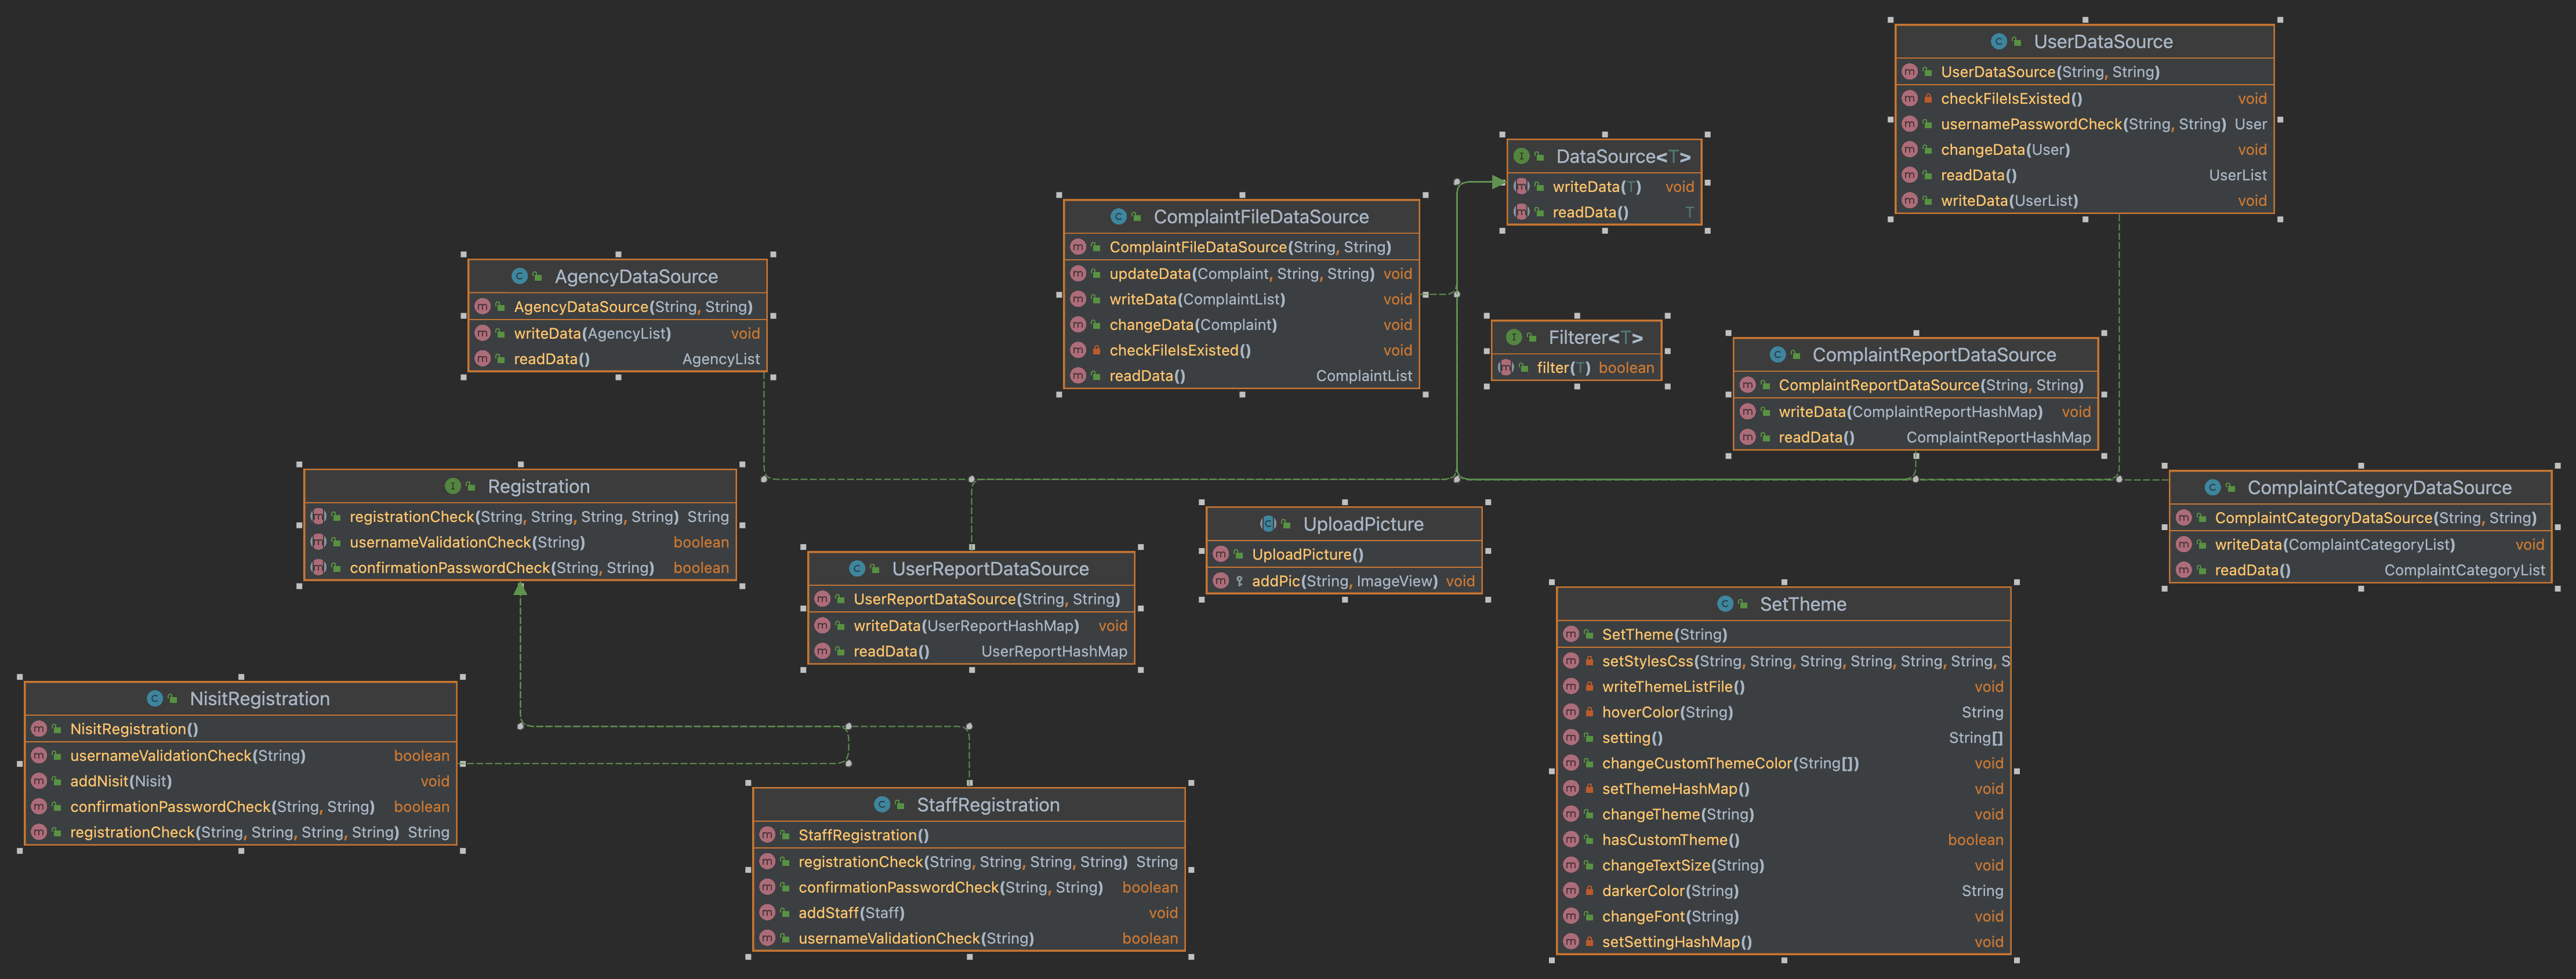 UserDataSource
UserDataSource(String, String)
checkFileIsExisted() void
usernamePasswordCheck(String, String) User
changeData(User) void
readData() UserList
writeData(UserList) void
DataSource<T>
writeData(T) void
readData() T
ComplaintFileDataSource
ComplaintFileDataSource(String, String)
updateData(Complaint, String, String) void
writeData(ComplaintList) void
changeData(Complaint) void
checkFileIsExisted() void
readData() ComplaintList
AgencyDataSource
AgencyDataSource(String, String)
writeData(AgencyList) void
readData() AgencyList
Filterer<T>
filter(T) boolean
ComplaintReportDataSource
ComplaintReportDataSource(String, String)
writeData(ComplaintReportHashMap) void
readData() ComplaintReportHashMap
Registration
registrationCheck(String, String, String, String) String
usernameValidationCheck(String) boolean
confirmationPasswordCheck(String, String) boolean
ComplaintCategoryDataSource
ComplaintCategoryDataSource(String, String)
writeData(ComplaintCategoryList) void
readData() ComplaintCategoryList
UploadPicture
UploadPicture()
addPic(String, ImageView) void
UserReportDataSource
UserReportDataSource(String, String)
writeData(UserReportHashMap) void
readData() UserReportHashMap
SetTheme
SetTheme(String)
setStylesCss(String, String, String, String, String, String, S
writeThemeListFile() void
hoverColor(String) String
setting() String[]
changeCustomThemeColor(String[]) void
setThemeHashMap() void
changeTheme(String) void
hasCustomTheme() boolean
changeTextSize(String) void
darkerColor(String) String
changeFont(String) void
setSettingHashMap() void
NisitRegistration
NisitRegistration()
usernameValidationCheck(String) boolean
addNisit(Nisit) void
confirmationPasswordCheck(String, String) boolean
registrationCheck(String, String, String, String) String
StaffRegistration
StaffRegistration()
registrationCheck(String, String, String, String) String
confirmationPasswordCheck(String, String) boolean
addStaff(Staff) void
usernameValidationCheck(String) boolean